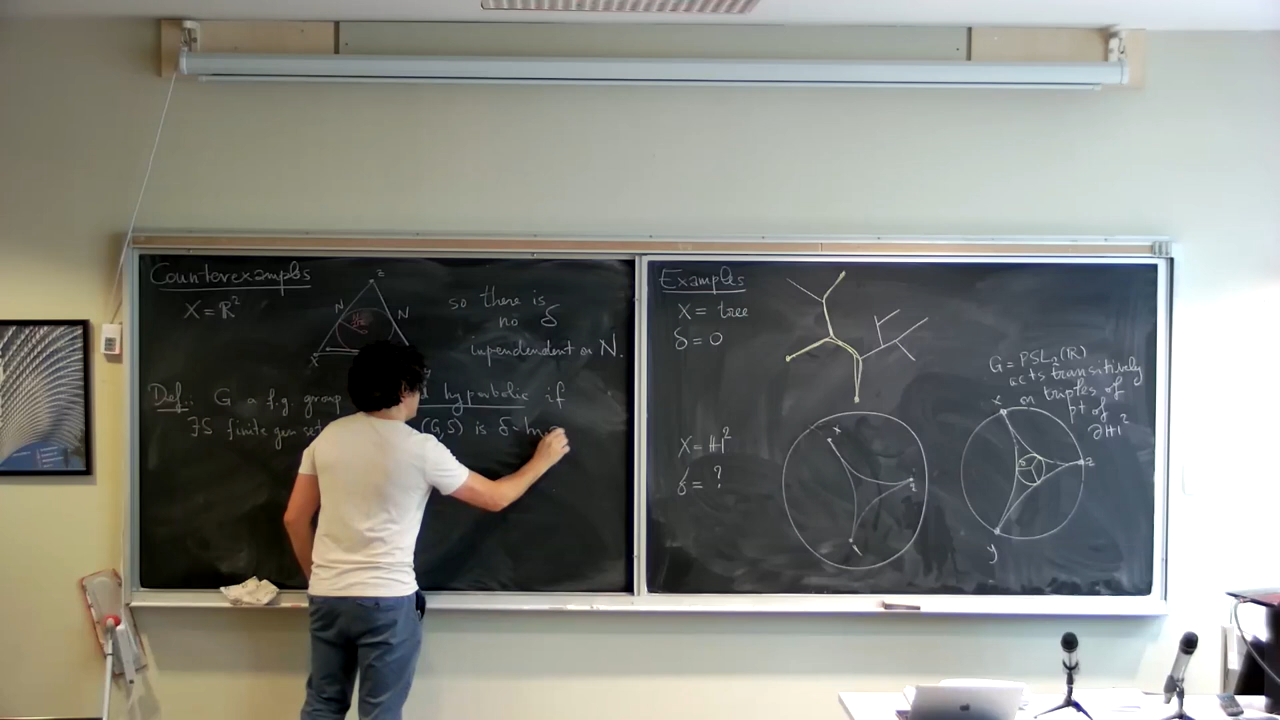 Counterexamples
X = ℝ²
z
N
N
X
so there is
no δ
inpendendent on N.
Def.: G a f.g. group hyperbolic if
∃S finite gen set (G,S) is δ-hyp
Examples
X = tree
δ = 0
X = ℍ²
δ = ?
x
z
y
G = PSL₂(ℝ)
acts transitively
on triples of
pt of
∂ℍ²
x
z
y